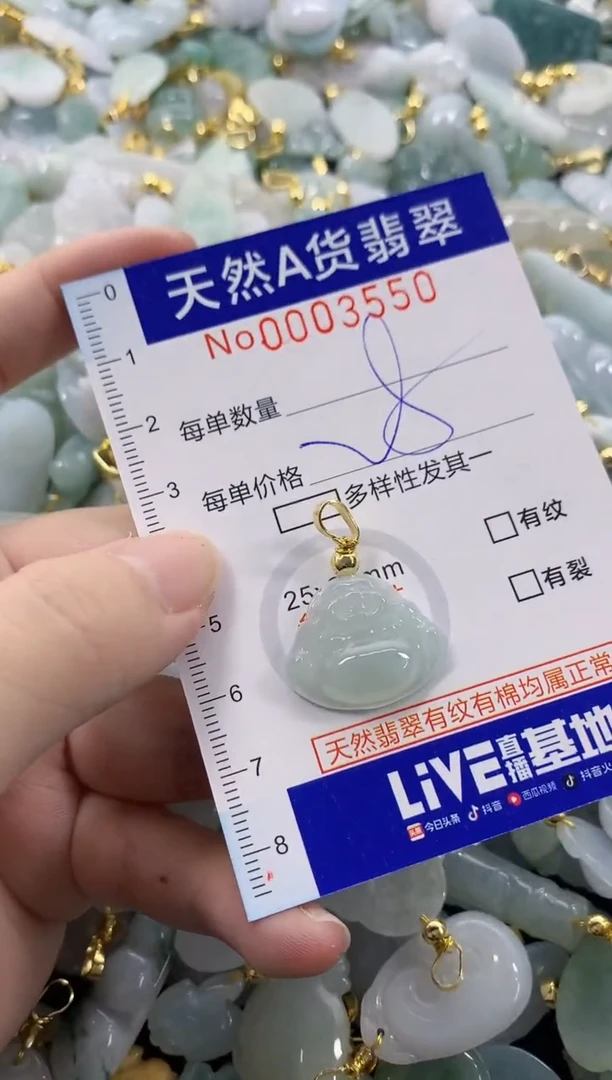 天然A货翡翠
No0003550
0
1
2
每单数量
3
每单价格
多样性发其一
有纹
有裂
5
6
天然翡翠有纹有棉均属正常
7
LiVE直播基地
今日头条 抖音 西瓜视频 抖音火
8